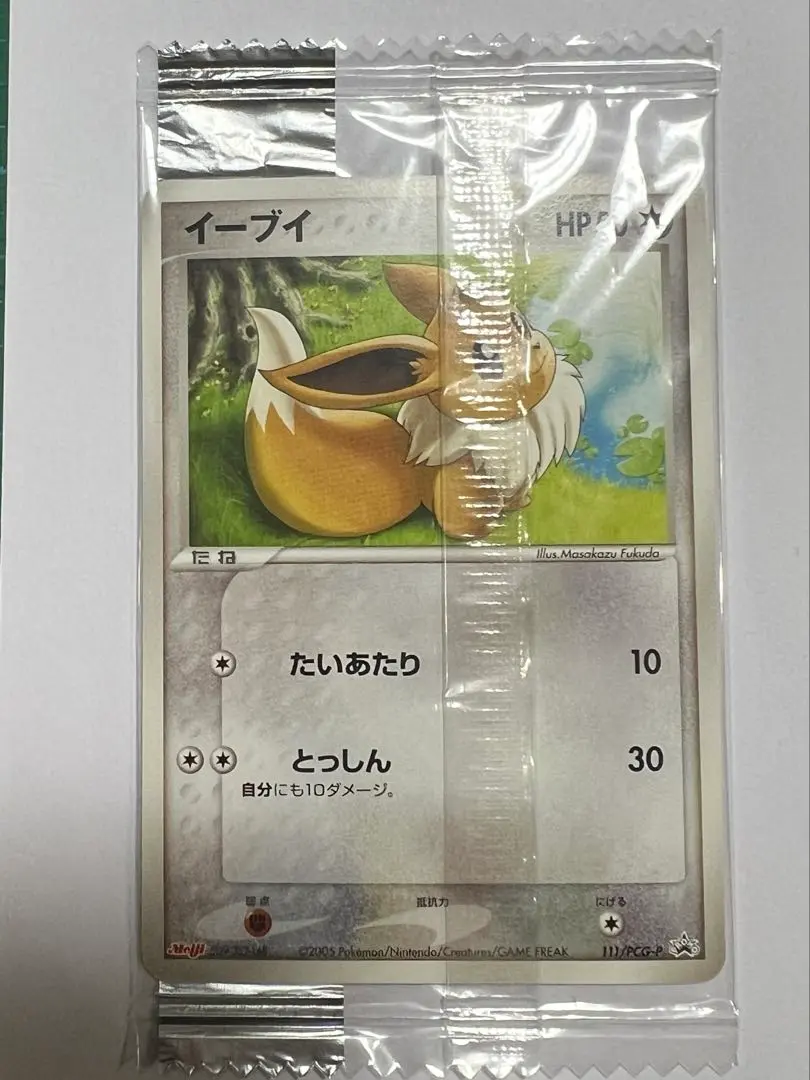 イーブイ
HP
たね
Illus. Masakazu Fukuda
たいあたり 10
とっしん 30
自分にも10ダメージ。
弱点 抵抗力 にげる
Meiji ©2005 Pokémon/Nintendo/Creatures/GAME FREAK 111/PCG-P